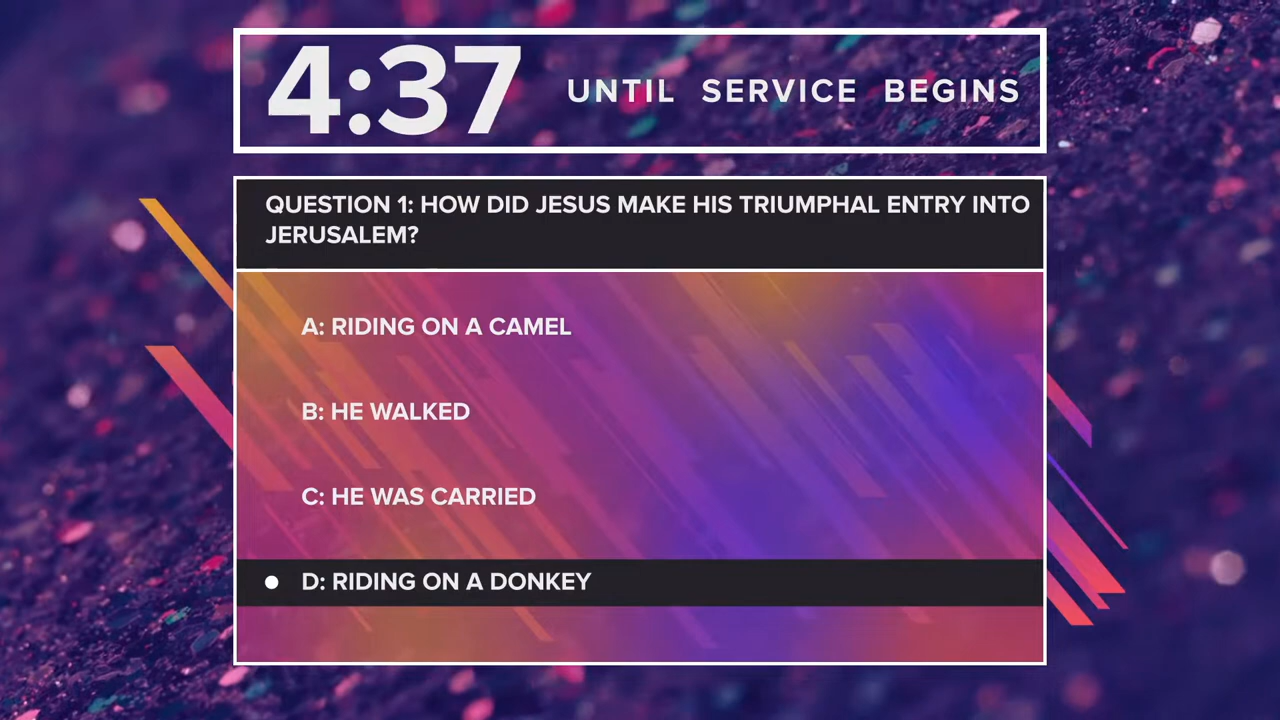 4:37 UNTIL SERVICE BEGINS
QUESTION 1: HOW DID JESUS MAKE HIS TRIUMPHAL ENTRY INTO
JERUSALEM?
A: RIDING ON A CAMEL
B: HE WALKED
C: HE WAS CARRIED
D: RIDING ON A DONKEY